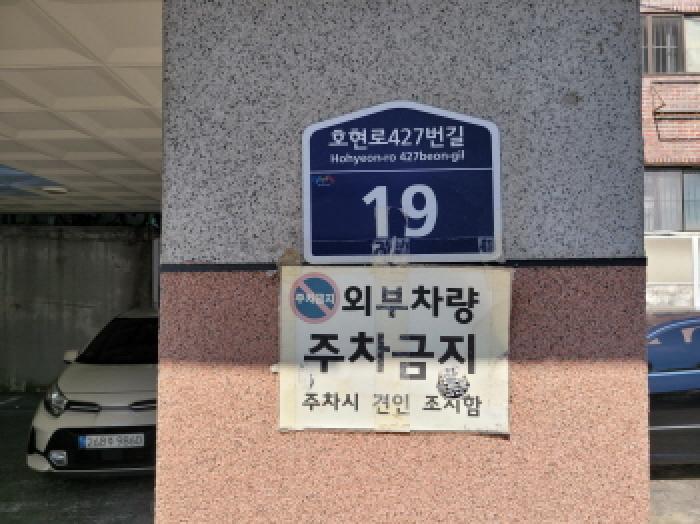 호현로427번길
Hohyeon-ro 427beon-gil
19
주차금지
외부차량
주차금지
주차시 견인 조치함